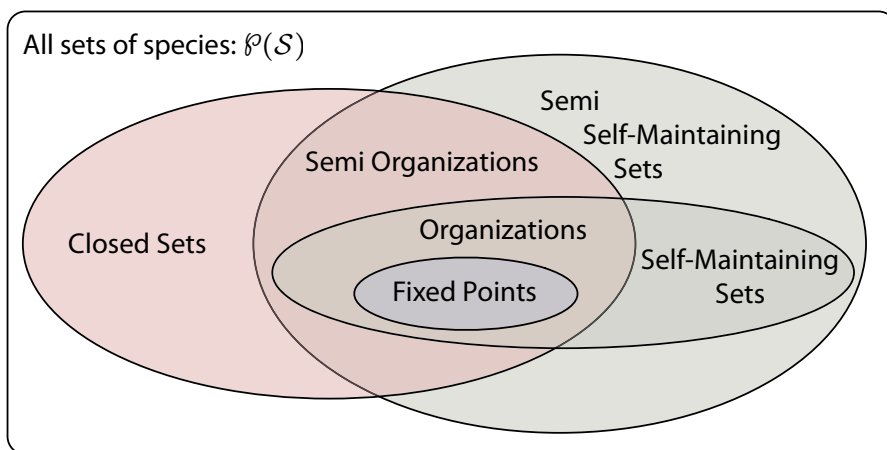 All sets of species: ℘(𝒮)
Semi
Self-Maintaining
Sets
Semi Organizations
Organizations
Closed Sets
Self-Maintaining
Sets
Fixed Points